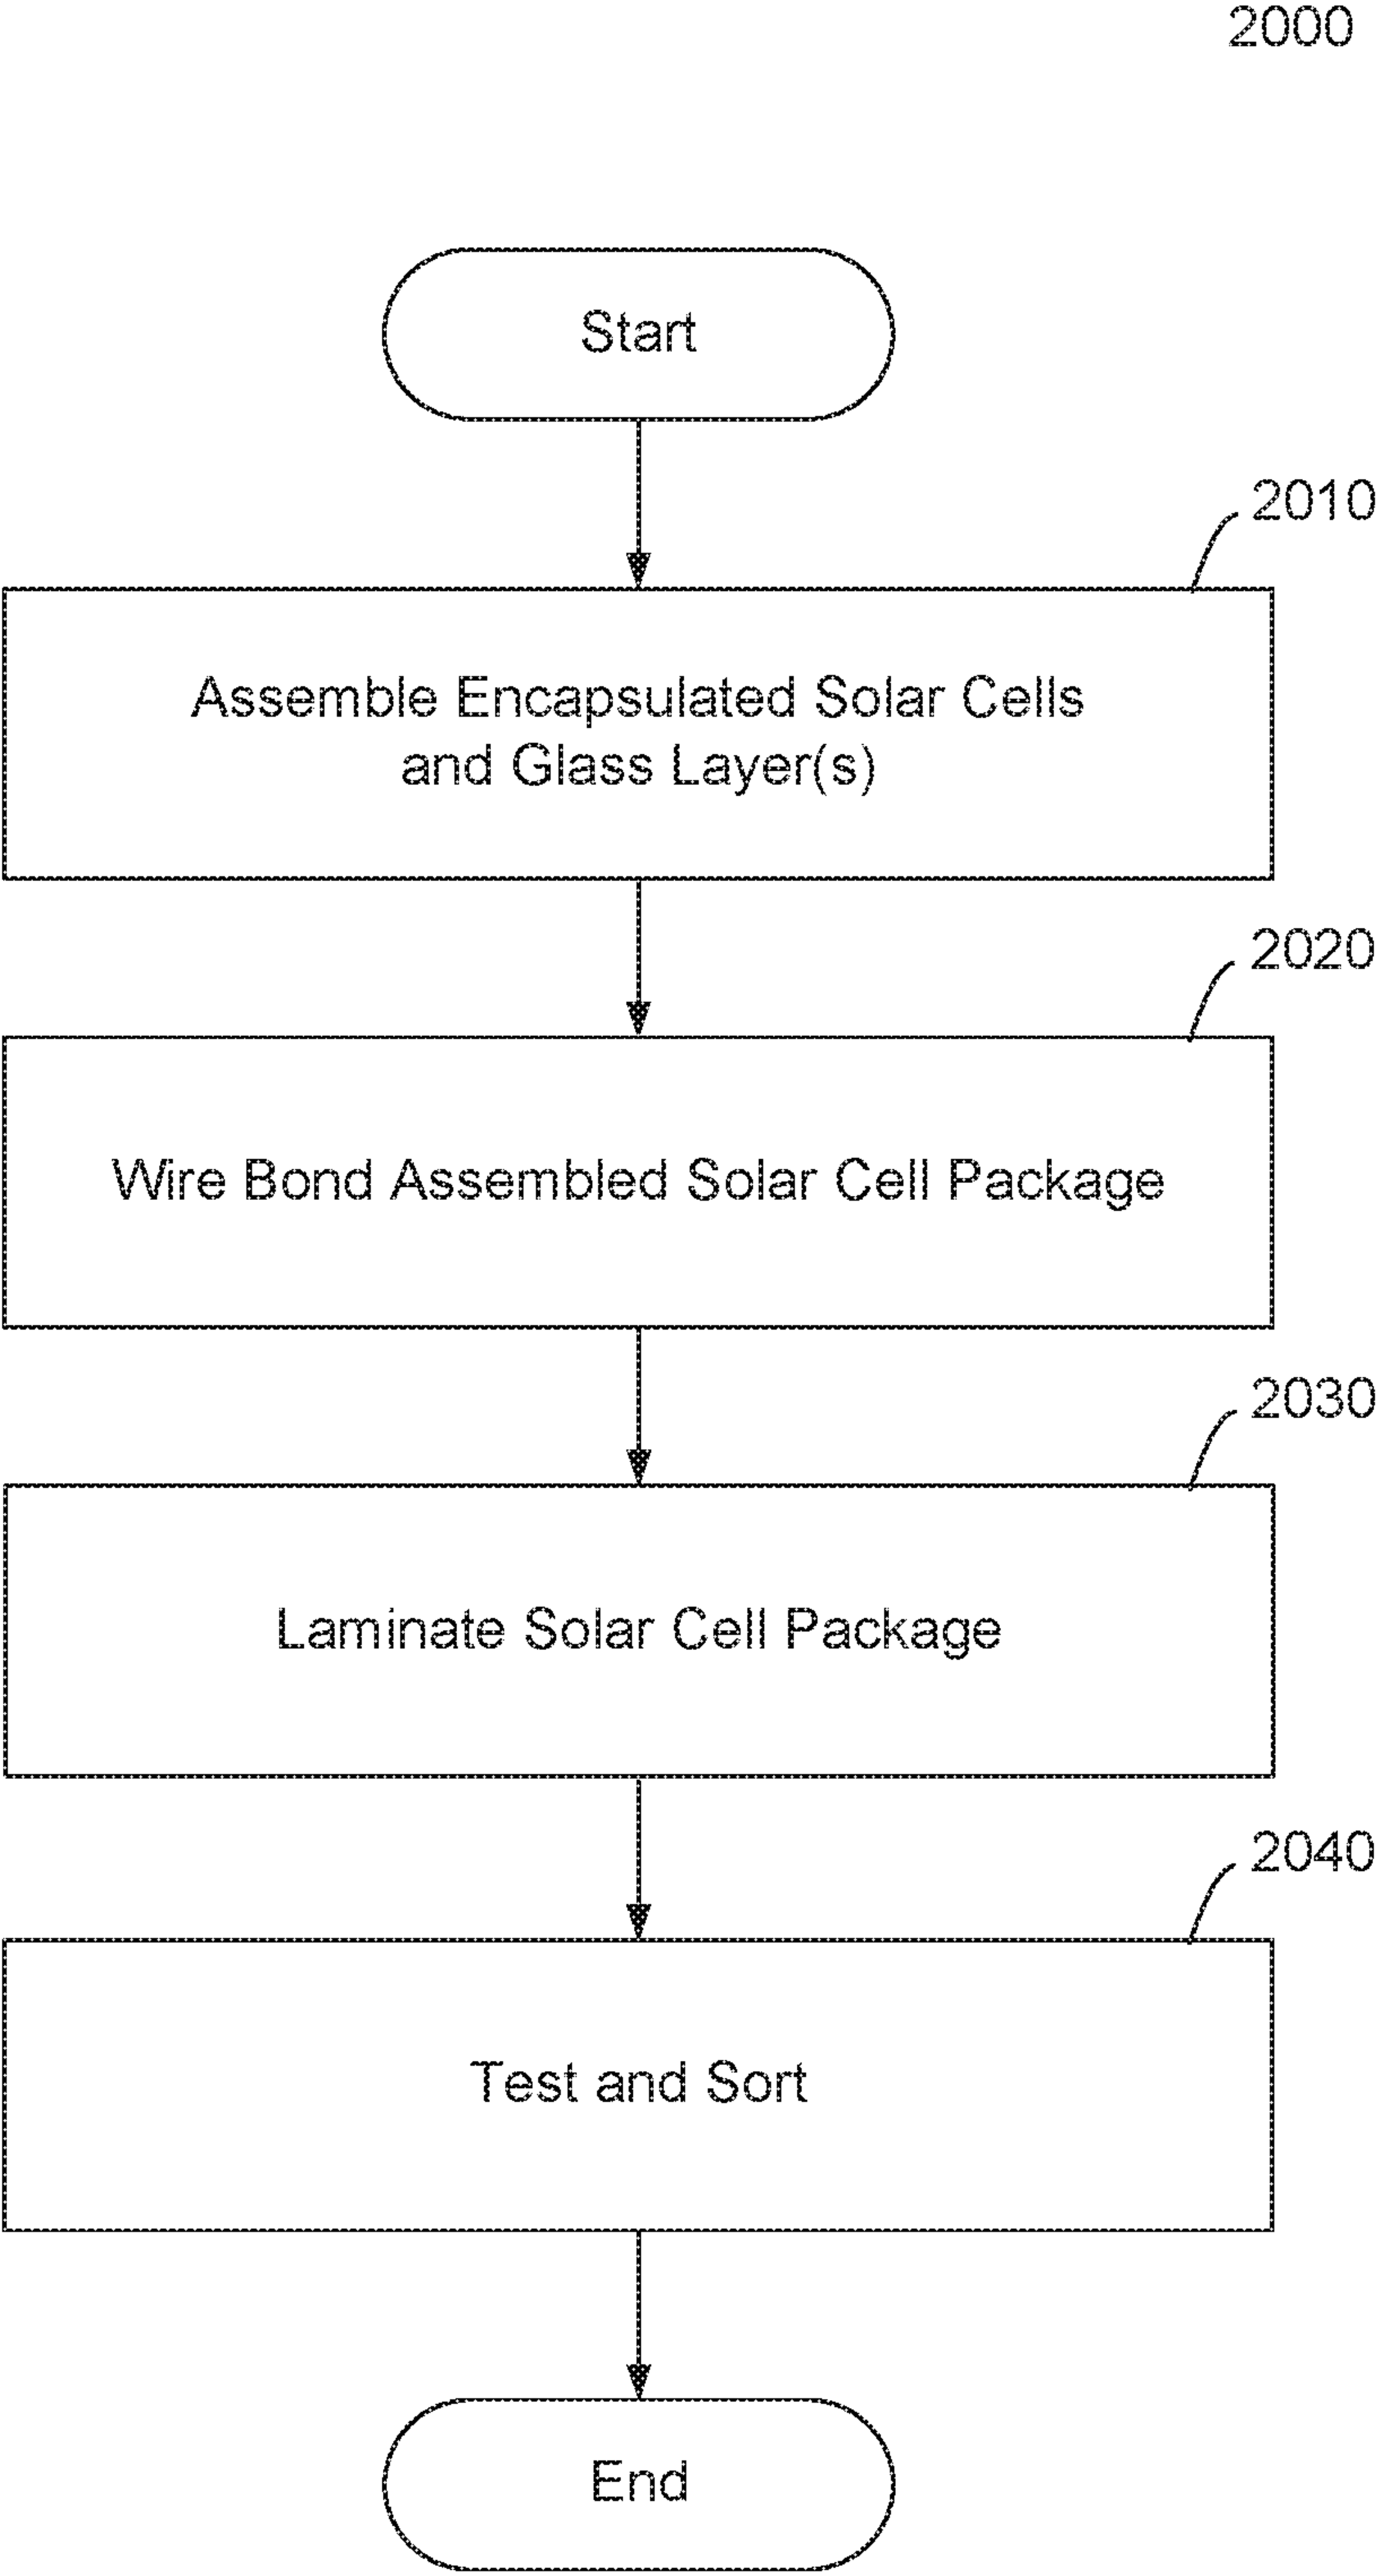 2000
Start
2010
Assemble Encapsulated Solar Cells
and Glass Layer(s)
2020
Wire Bond Assembled Solar Cell Package
2030
Laminate Solar Cell Package
2040
Test and Sort
End